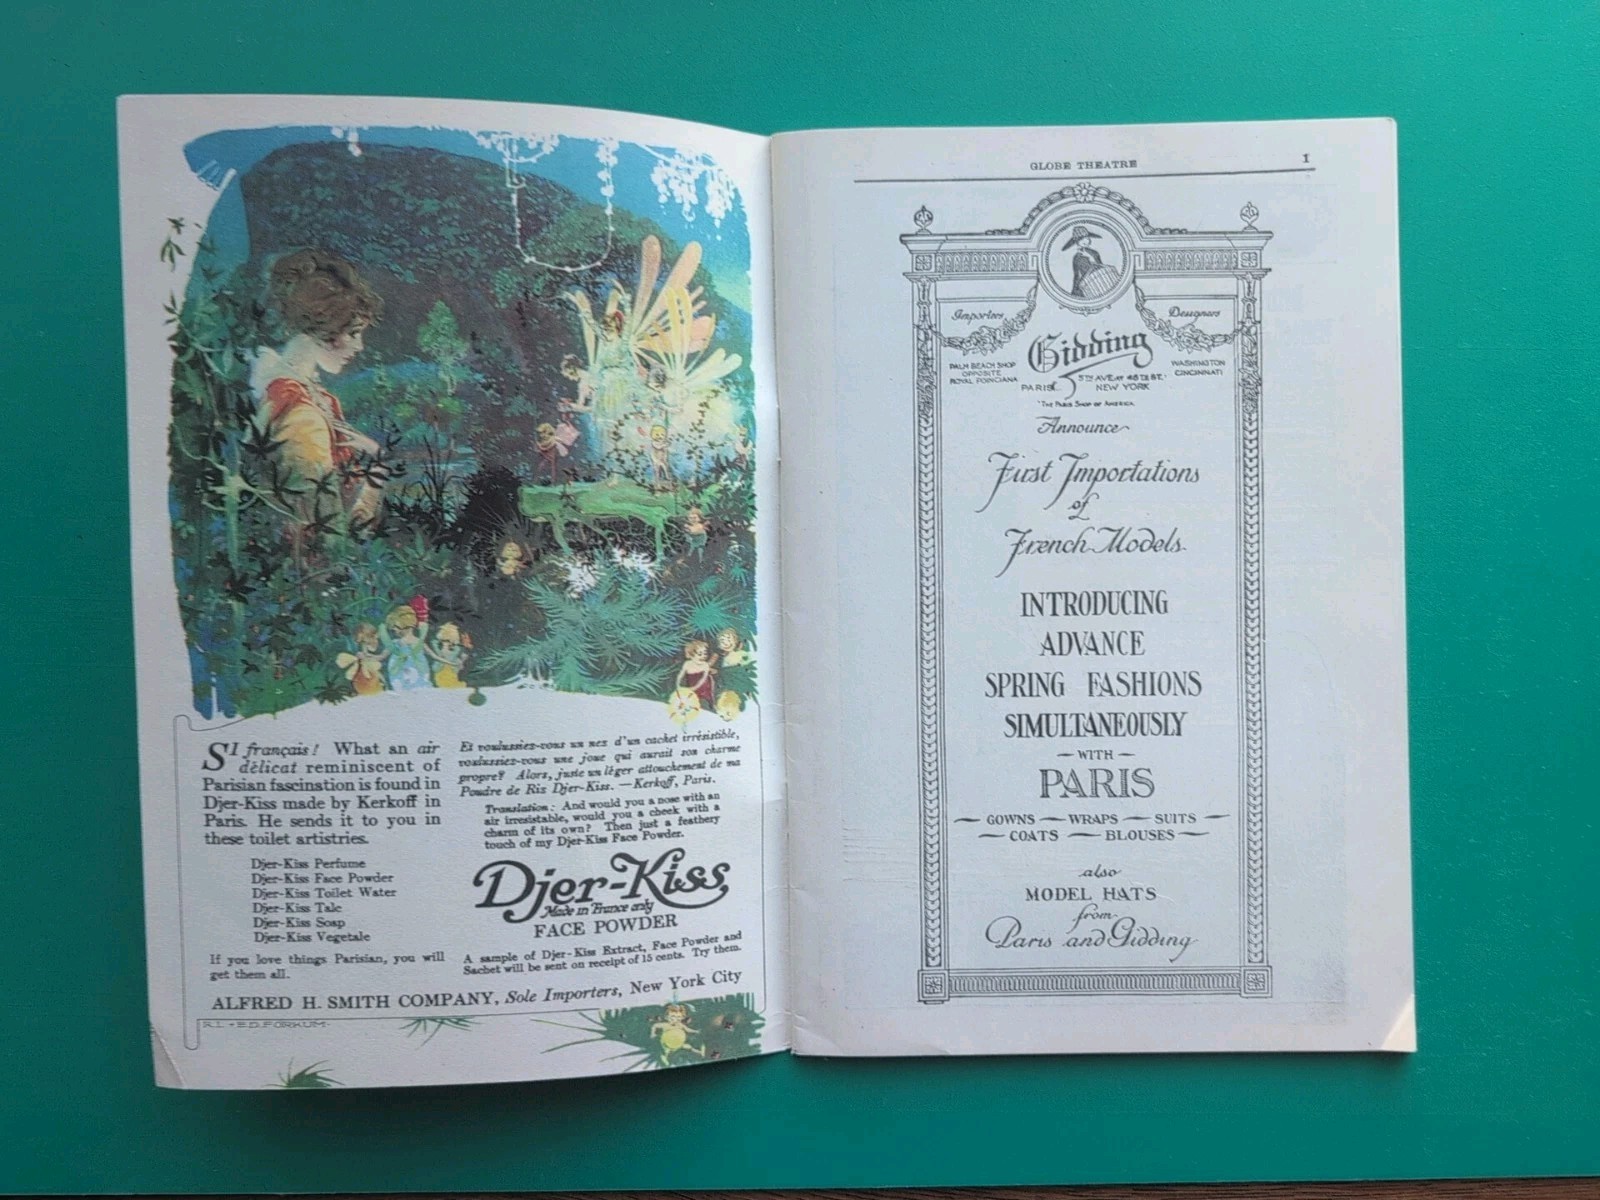 SI français! What an air
délicat reminiscent of
Parisian fascination is found in
Djer-Kiss made by Kerkoff in
Paris. He sends it to you in
these toilet artistries.
Djer-Kiss Perfume
Djer-Kiss Face Powder
Djer-Kiss Toilet Water
Djer-Kiss Talc
Djer-Kiss Soap
Djer-Kiss Vegetale
If you love things Parisian, you will
get them all.
Et voulussiez-vous un nez d'un cachet irrésistible,
voulussiez-vous une joue qui aurait son charme
propre? Alors, juste un léger attouchement de ma
Poudre de Ris Djer-Kiss. —Kerkoff, Paris.
Translation: And would you a nose with an
air irresistable, would you a cheek with a
charm of its own? Then just a feathery
touch of my Djer-Kiss Face Powder.
Djer-Kiss
Made in France only
FACE POWDER
A sample of Djer-Kiss Extract, Face Powder and
Sachet will be sent on receipt of 15 cents. Try them.
ALFRED H. SMITH COMPANY, Sole Importers, New York City
R.L. + E.D. FORKUM
GLOBE THEATRE 1
Importers
Designers
Gidding
PALM BEACH SHOP
OPPOSITE
ROYAL POINCIANA
PARIS
5TH AVE AT 46TH ST.
NEW YORK
WASHINGTON
CINCINNATI
"The Paris Shop of America
Announce
First Importations
of
French Models
INTRODUCING
ADVANCE
SPRING FASHIONS
SIMULTANEOUSLY
— WITH —
PARIS
— GOWNS — WRAPS — SUITS —
— COATS — BLOUSES —
also
MODEL HATS
from
Paris and Gidding